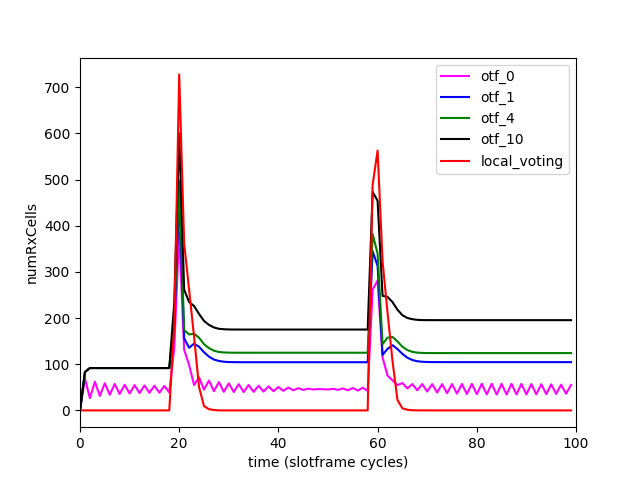 700
600
500
400
300
200
100
0
numRxCells
0 20 40 60 80 100
time (slotframe cycles)
otf_0
otf_1
otf_4
otf_10
local_voting